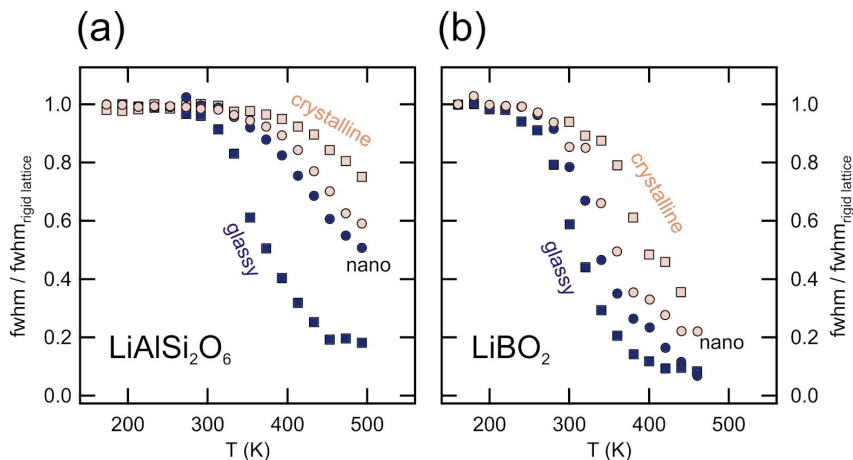 (a)
(b)
fwhm / fwhm_rigid lattice
1.0
0.8
0.6
0.4
0.2
0.0
crystalline
glassy
nano
LiAlSi₂O₆
200
300
400
500
T (K)
crystalline
glassy
nano
LiBO₂
200
300
400
500
T (K)
1.0
0.8
0.6
0.4
0.2
0.0
fwhm / fwhm_rigid lattice